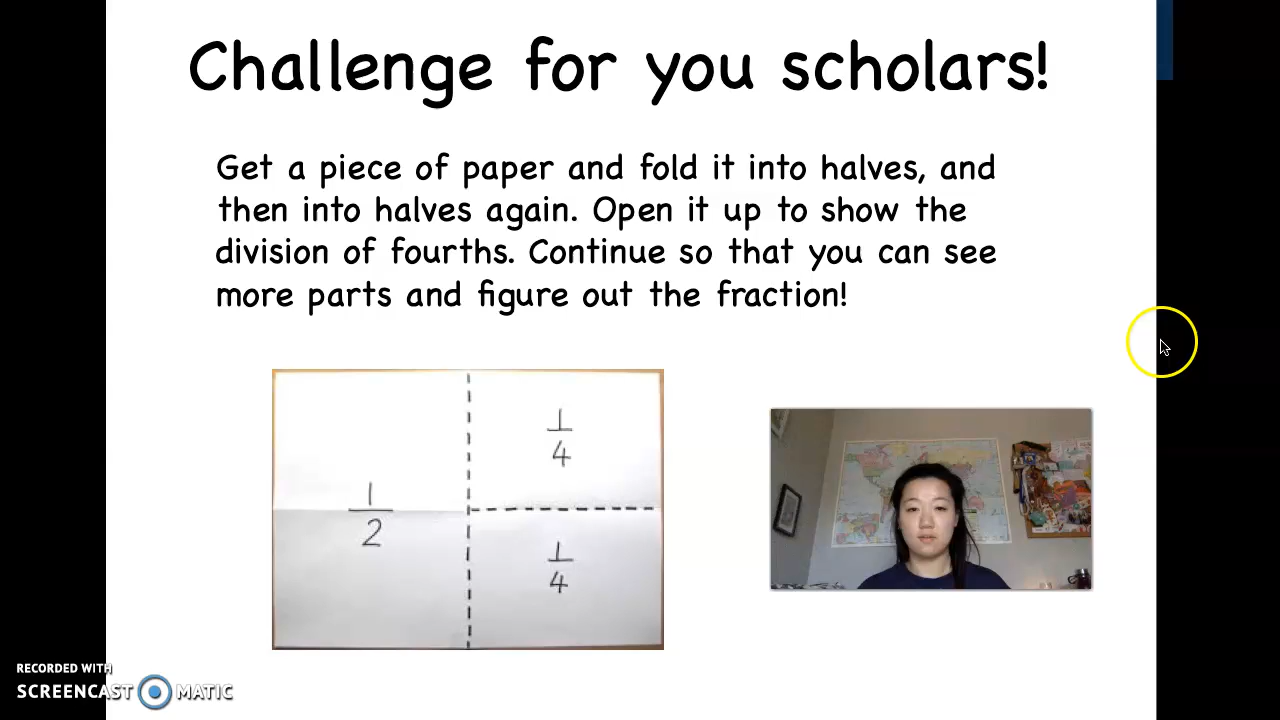 Challenge for you scholars!
Get a piece of paper and fold it into halves, and
then into halves again. Open it up to show the
division of fourths. Continue so that you can see
more parts and figure out the fraction!
1
4
1
2
1
4
RECORDED WITH
SCREENCAST MATIC